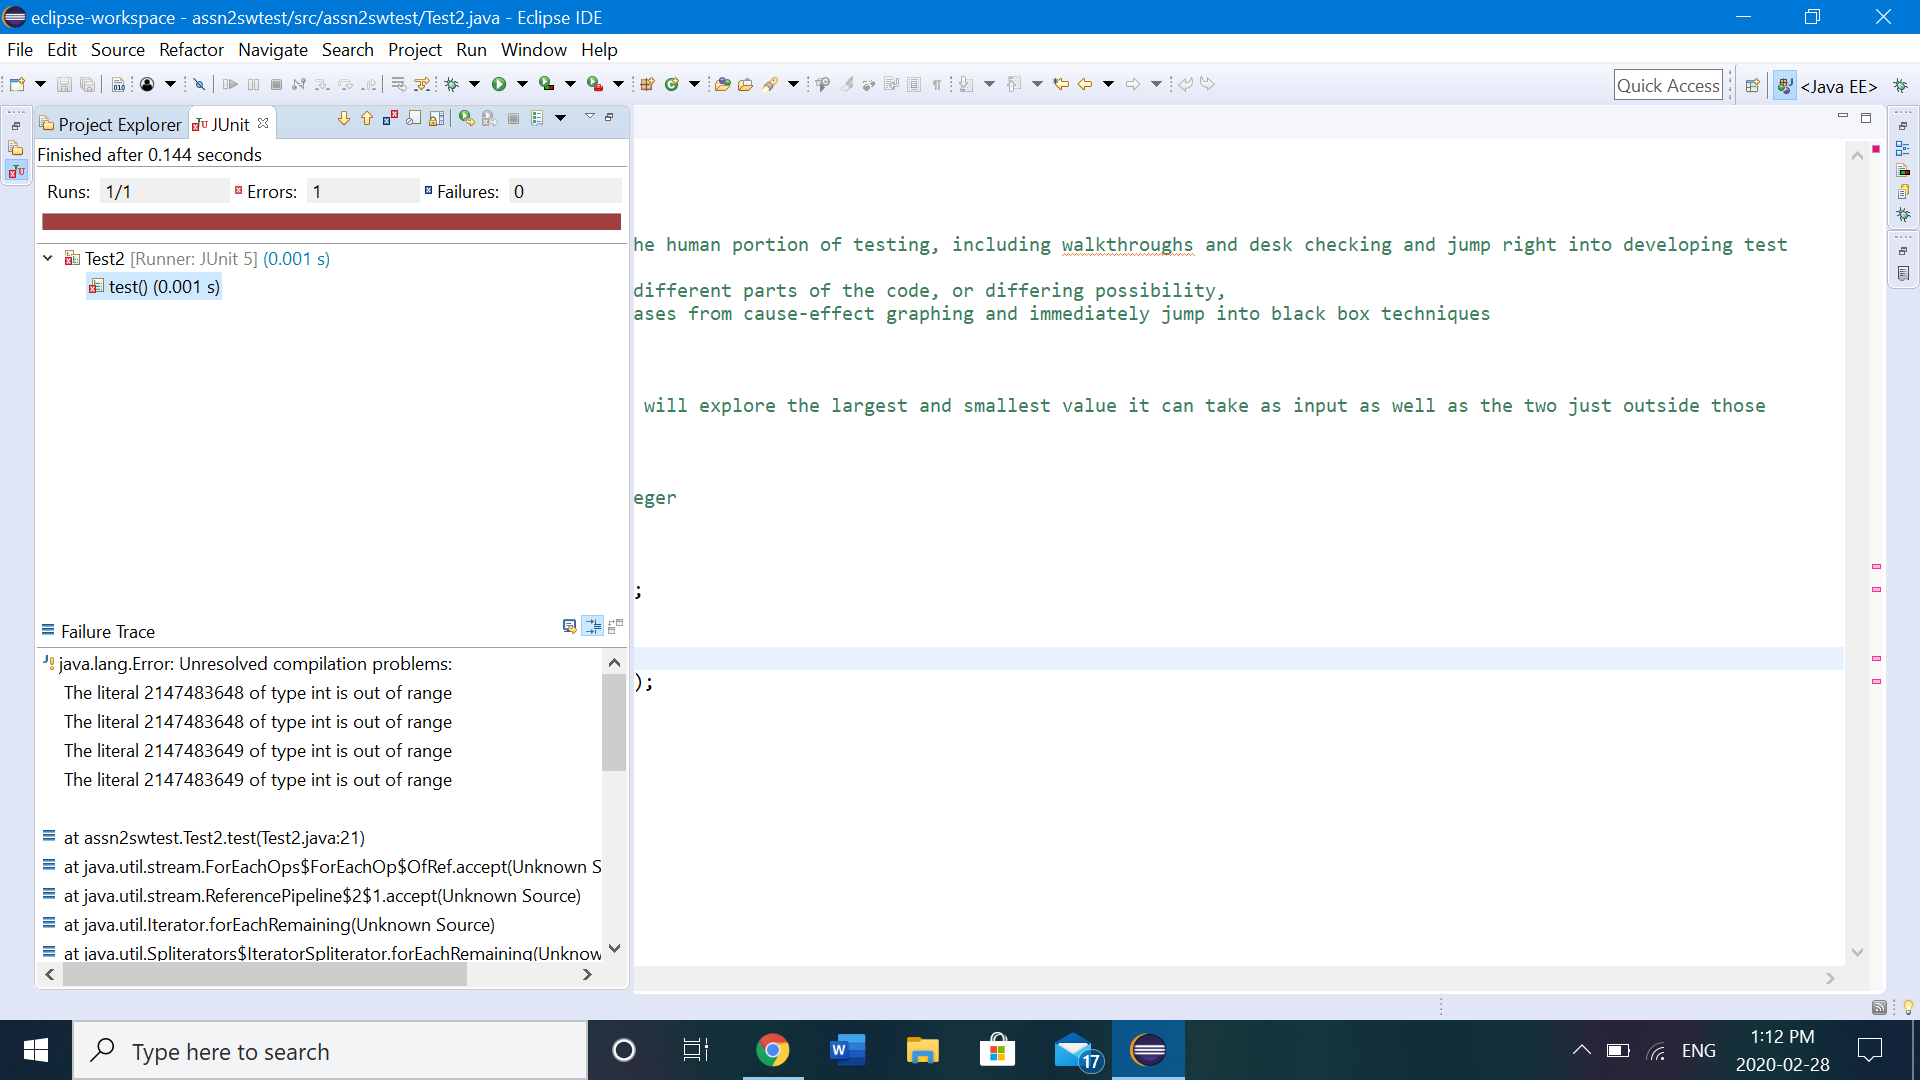 eclipse-workspace - assn2swtest/src/assn2swtest/Test2.java - Eclipse IDE
File Edit Source Refactor Navigate Search Project Run Window Help
Quick Access
<Java EE>
Project Explorer
JUnit
Finished after 0.144 seconds
Runs: 1/1 Errors: 1 Failures: 0
Test2 [Runner: JUnit 5] (0.001 s)
test() (0.001 s)
he human portion of testing, including walkthroughs and desk checking and jump right into developing test
different parts of the code, or differing possibility,
ases from cause-effect graphing and immediately jump into black box techniques
will explore the largest and smallest value it can take as input as well as the two just outside those
eger
;
);
Failure Trace
java.lang.Error: Unresolved compilation problems:
The literal 2147483648 of type int is out of range
The literal 2147483648 of type int is out of range
The literal 2147483649 of type int is out of range
The literal 2147483649 of type int is out of range
at assn2swtest.Test2.test(Test2.java:21)
at java.util.stream.ForEachOps$ForEachOp$OfRef.accept(Unknown S
at java.util.stream.ReferencePipeline$2$1.accept(Unknown Source)
at java.util.Iterator.forEachRemaining(Unknown Source)
at java.util.Spliterators$IteratorSpliterator.forEachRemaining(Unknow
Type here to search
17
ENG
1:12 PM
2020-02-28